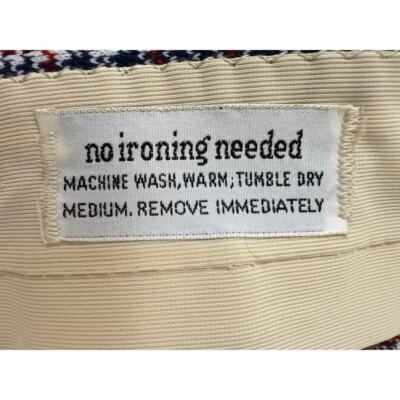 no ironing needed
MACHINE WASH, WARM; TUMBLE DRY
MEDIUM. REMOVE IMMEDIATELY